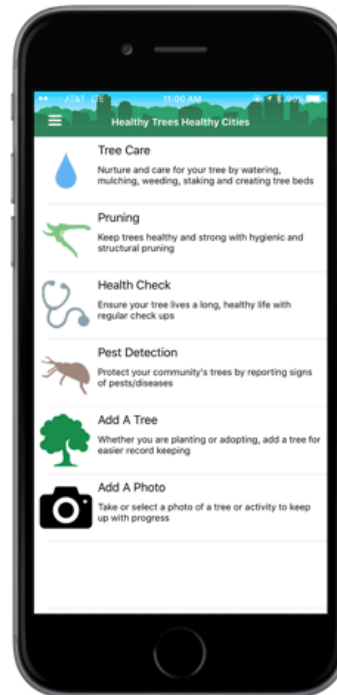 AT&T LTE 11:00 AM 90%
Healthy Trees Healthy Cities
Tree Care
Nurture and care for your tree by watering,
mulching, weeding, staking and creating tree beds
Pruning
Keep trees healthy and strong with hygienic and
structural pruning
Health Check
Ensure your tree lives a long, healthy life with
regular check ups
Pest Detection
Protect your community's trees by reporting signs
of pests/diseases
Add A Tree
Whether you are planting or adopting, add a tree for
easier record keeping
Add A Photo
Take or select a photo of a tree or activity to keep
up with progress